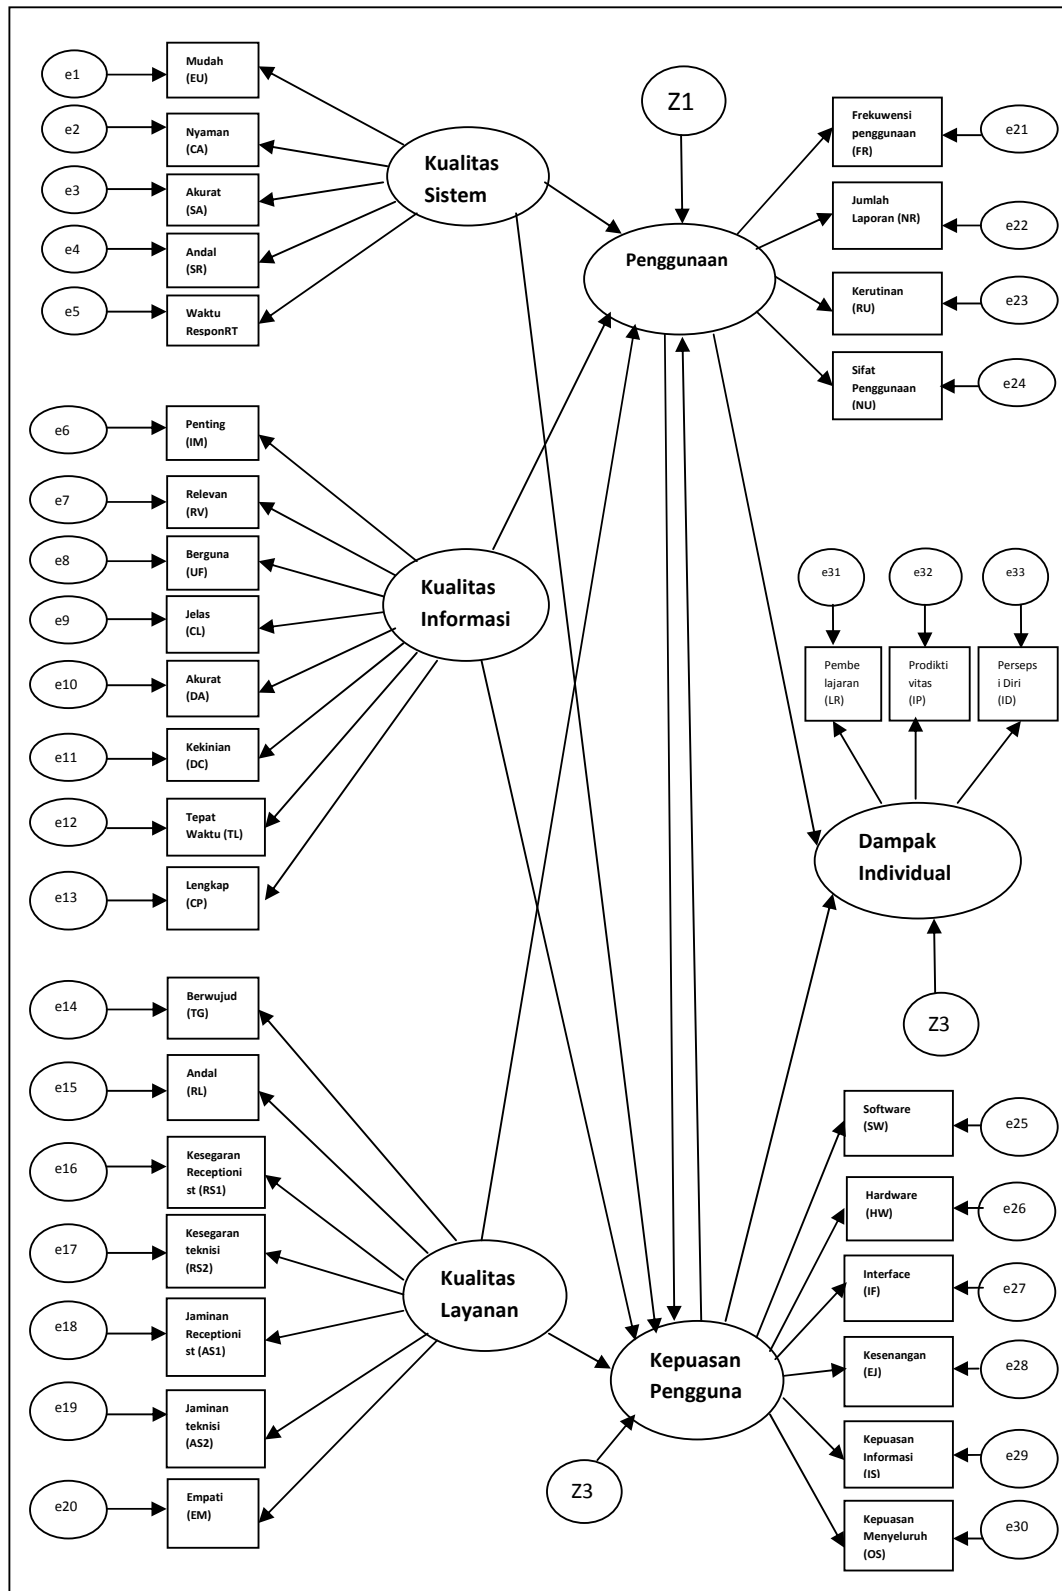 e1
Mudah
(EU)
e2
Nyaman
(CA)
e3
Akurat
(SA)
e4
Andal
(SR)
e5
Waktu
ResponRT
Kualitas
Sistem
Z1
Penggunaan
Frekuwensi
penggunaan
(FR)
e21
Jumlah
Laporan (NR)
e22
Kerutinan
(RU)
e23
Sifat
Penggunaan
(NU)
e24
e6
Penting
(IM)
e7
Relevan
(RV)
e8
Berguna
(UF)
e9
Jelas
(CL)
e10
Akurat
(DA)
e11
Kekinian
(DC)
e12
Tepat
Waktu (TL)
e13
Lengkap
(CP)
Kualitas
Informasi
e31
e32
e33
Pembe
lajaran
(LR)
Prodikti
vitas
(IP)
Perseps
i Diri
(ID)
Dampak
Individual
Z3
e14
Berwujud
(TG)
e15
Andal
(RL)
e16
Kesegaran
Receptioni
st (RS1)
e17
Kesegaran
teknisi
(RS2)
e18
Jaminan
Receptioni
st (AS1)
e19
Jaminan
teknisi
(AS2)
e20
Empati
(EM)
Kualitas
Layanan
Kepuasan
Pengguna
Z3
Software
(SW)
e25
Hardware
(HW)
e26
Interface
(IF)
e27
Kesenangan
(EJ)
e28
Kepuasan
Informasi
(IS)
e29
Kepuasan
Menyeluruh
(OS)
e30